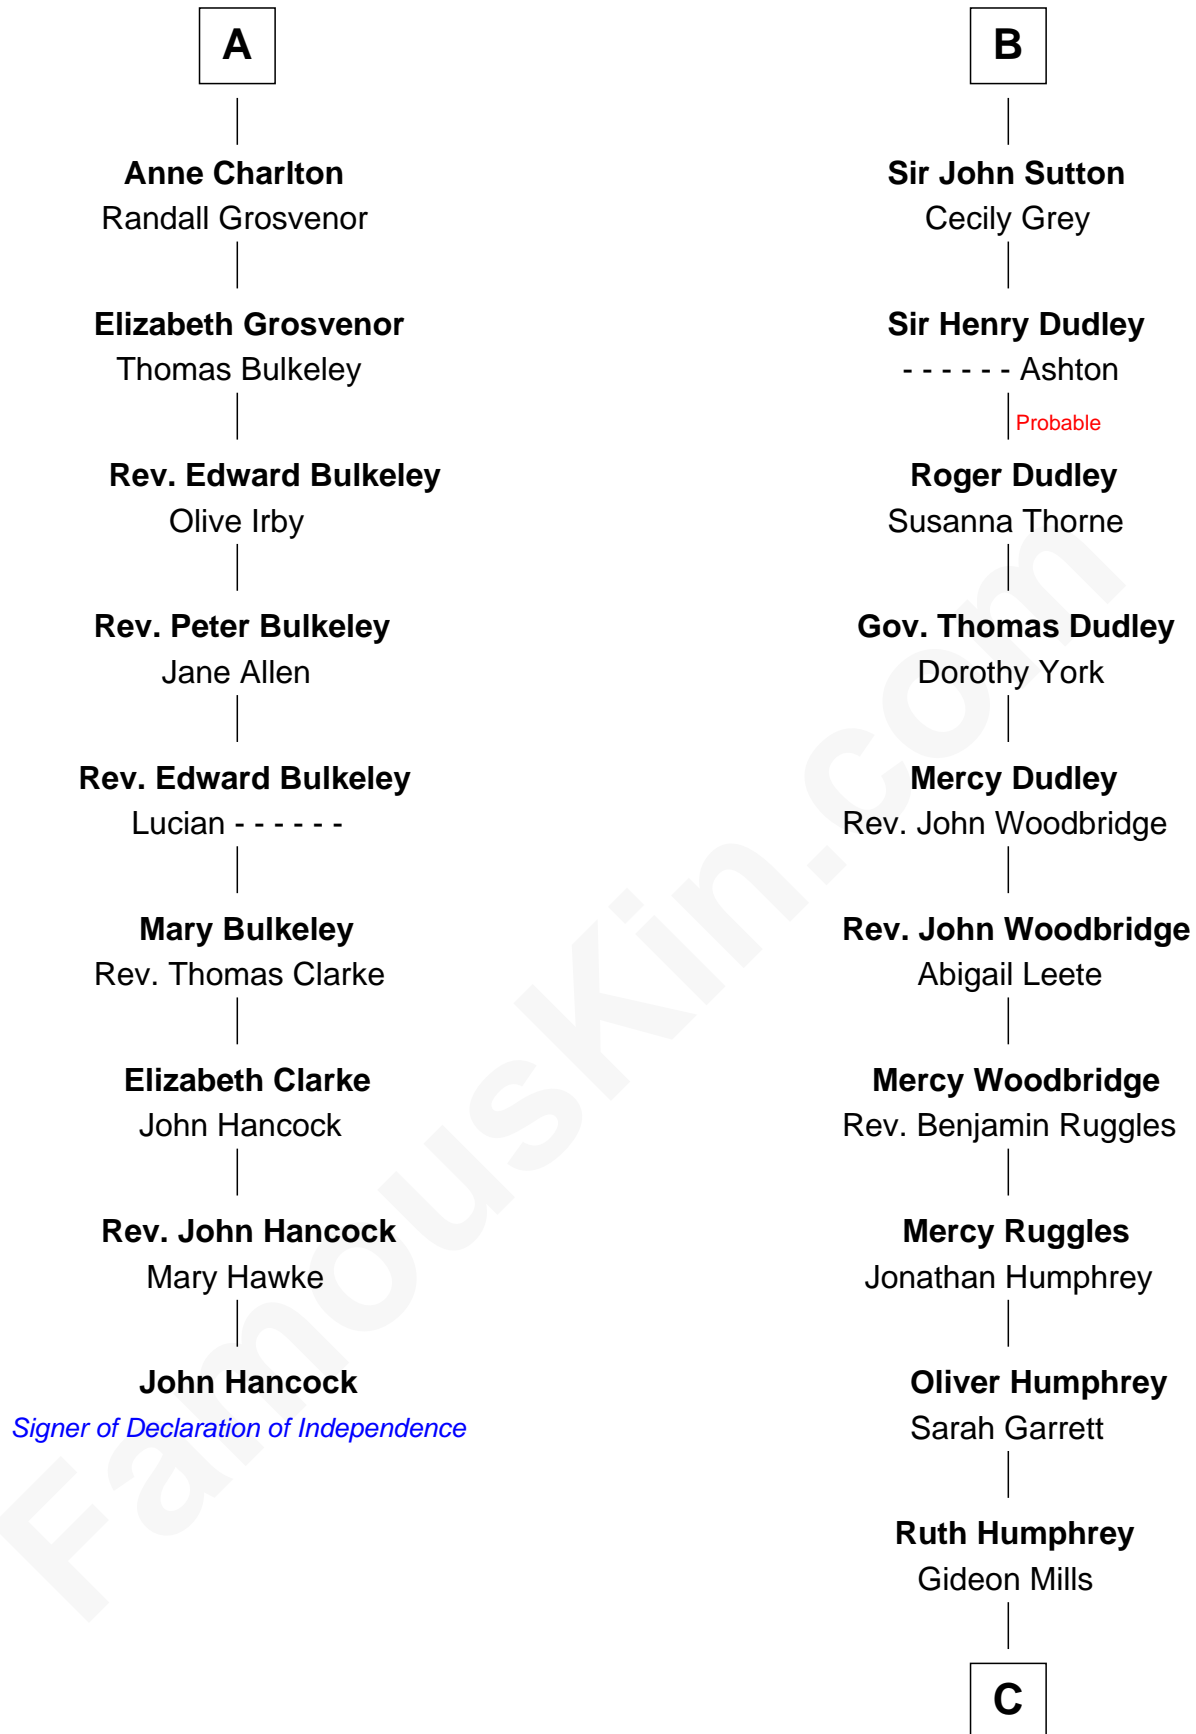 A
Anne Charlton
Randall Grosvenor
Elizabeth Grosvenor
Thomas Bulkeley
Rev. Edward Bulkeley
Olive Irby
Rev. Peter Bulkeley
Jane Allen
Rev. Edward Bulkeley
Lucian - - - - - -
Mary Bulkeley
Rev. Thomas Clarke
Elizabeth Clarke
John Hancock
Rev. John Hancock
Mary Hawke
John Hancock
Signer of Declaration of Independence
B
Sir John Sutton
Cecily Grey
Sir Henry Dudley
- - - - - - Ashton
Probable
Roger Dudley
Susanna Thorne
Gov. Thomas Dudley
Dorothy York
Mercy Dudley
Rev. John Woodbridge
Rev. John Woodbridge
Abigail Leete
Mercy Woodbridge
Rev. Benjamin Ruggles
Mercy Ruggles
Jonathan Humphrey
Oliver Humphrey
Sarah Garrett
Ruth Humphrey
Gideon Mills
C
FamousKin.com